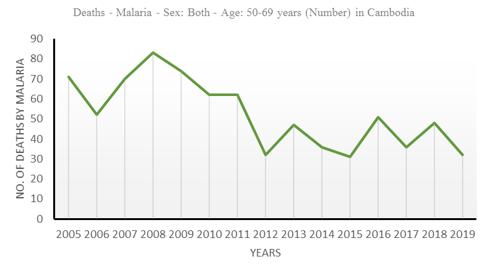 Deaths - Malaria - Sex: Both - Age: 50-69 years (Number) in Cambodia
NO. OF DEATHS BY MALARIA
90
80
70
60
50
40
30
20
10
0
2005 2006 2007 2008 2009 2010 2011 2012 2013 2014 2015 2016 2017 2018 2019
YEARS